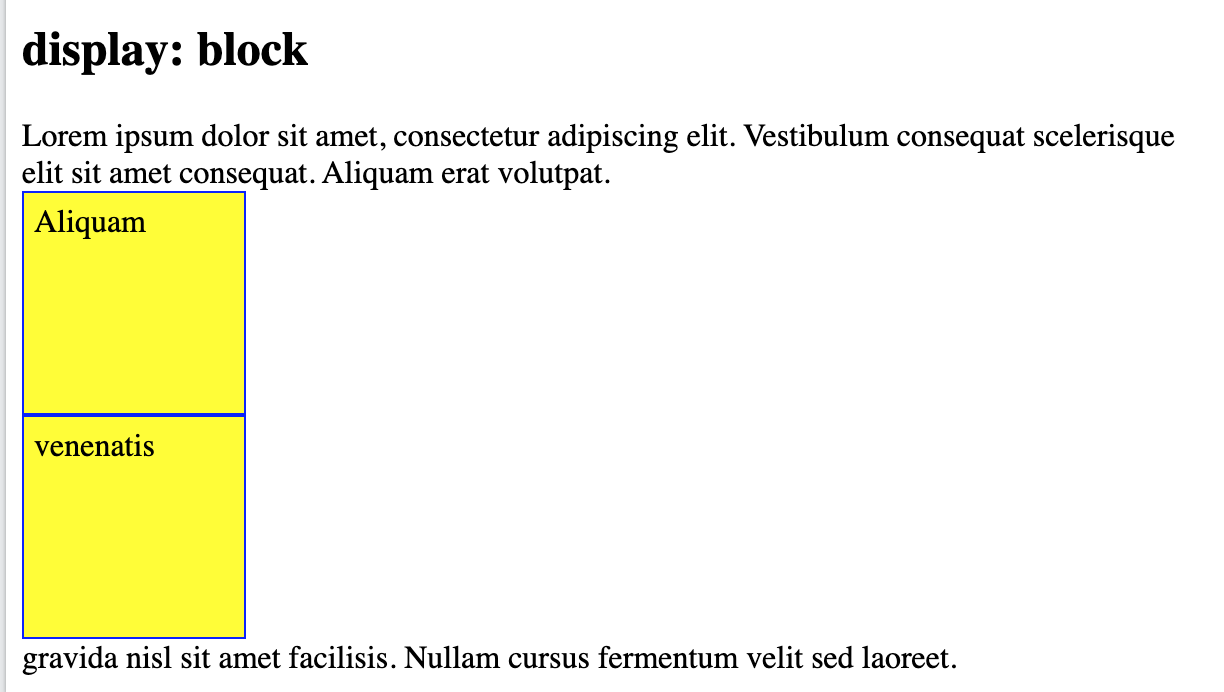 display: block
Lorem ipsum dolor sit amet, consectetur adipiscing elit. Vestibulum consequat scelerisque
elit sit amet consequat. Aliquam erat volutpat.
Aliquam
venenatis
gravida nisl sit amet facilisis. Nullam cursus fermentum velit sed laoreet.